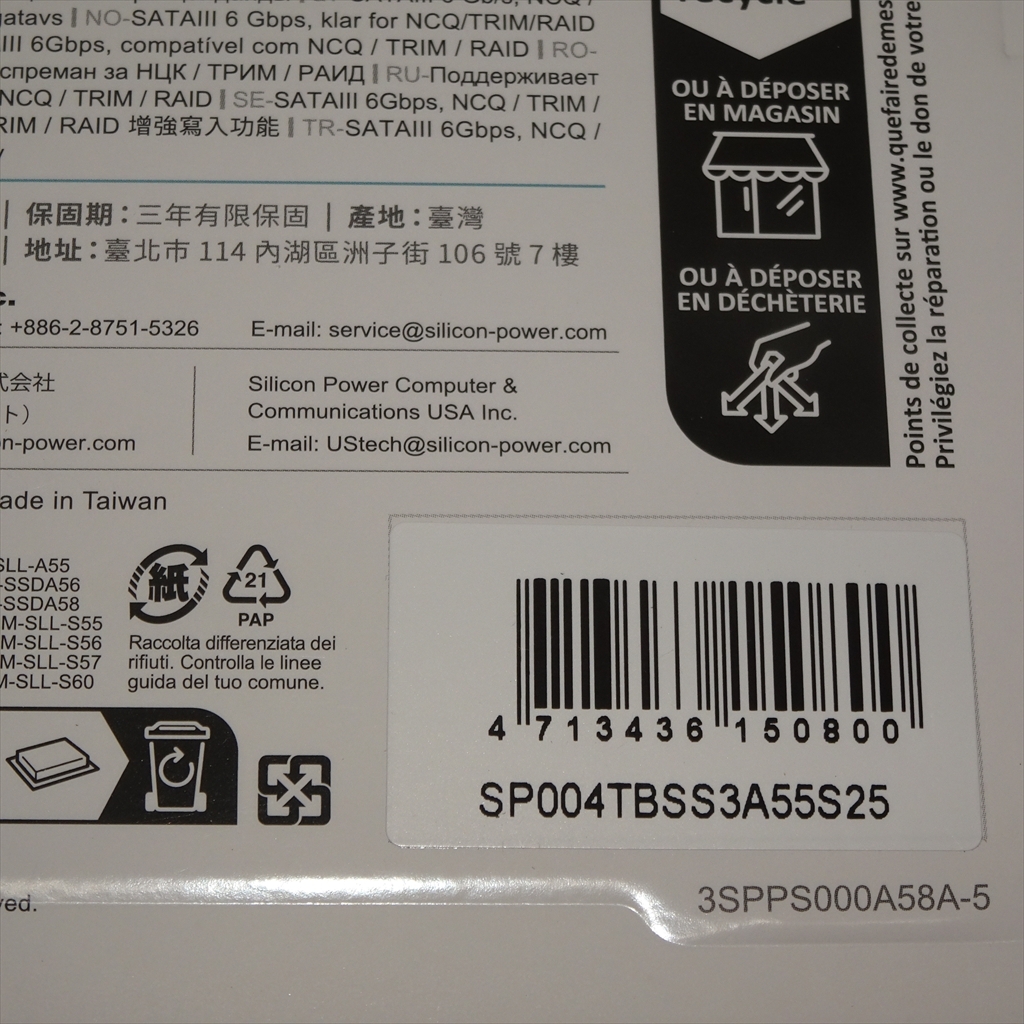 NO-SATAIII 6 Gbps, klar for NCQ/TRIM/RAID
6Gbps, compatível com NCQ / TRIM / RAID | RO-
спреман за НЦК / ТРИМ / РАИД | RU-Поддерживает
NCQ / TRIM / RAID | SE-SATAIII 6Gbps, NCQ / TRIM /
/ RAID 增強寫入功能 | TR-SATAIII 6Gbps, NCQ /
| 保固期：三年有限保固 | 產地：臺灣
| 地址：臺北市 114 內湖區洲子街 106 號 7 樓
+886-2-8751-5326 E-mail: service@silicon-power.com
式会社
ト）
n-power.com
Silicon Power Computer &
Communications USA Inc.
E-mail: UStech@silicon-power.com
ade in Taiwan
SLL-A55
-SSDA56
-SSDA58
M-SLL-S55
M-SLL-S56
M-SLL-S57
M-SLL-S60
紙
21
PAP
Raccolta differenziata dei
rifiuti. Controlla le linee
guida del tuo comune.
OU À DÉPOSER
EN MAGASIN
OU À DÉPOSER
EN DÉCHÈTERIE
Points de collecte sur www.quefairedemes
Privilégiez la réparation ou le don de votre
4 713436 150800
SP004TBSS3A55S25
3SPPS000A58A-5
ved.